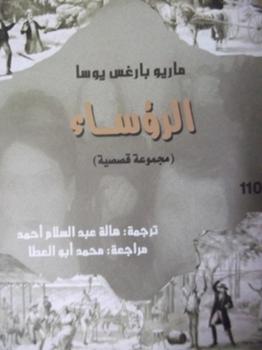 ماريو بارغس يوسا
الرؤساء
(مجموعة قصصية)
110
ترجمة: هالة عبد السلام أحمد
مراجعة: محمد أبو العطا